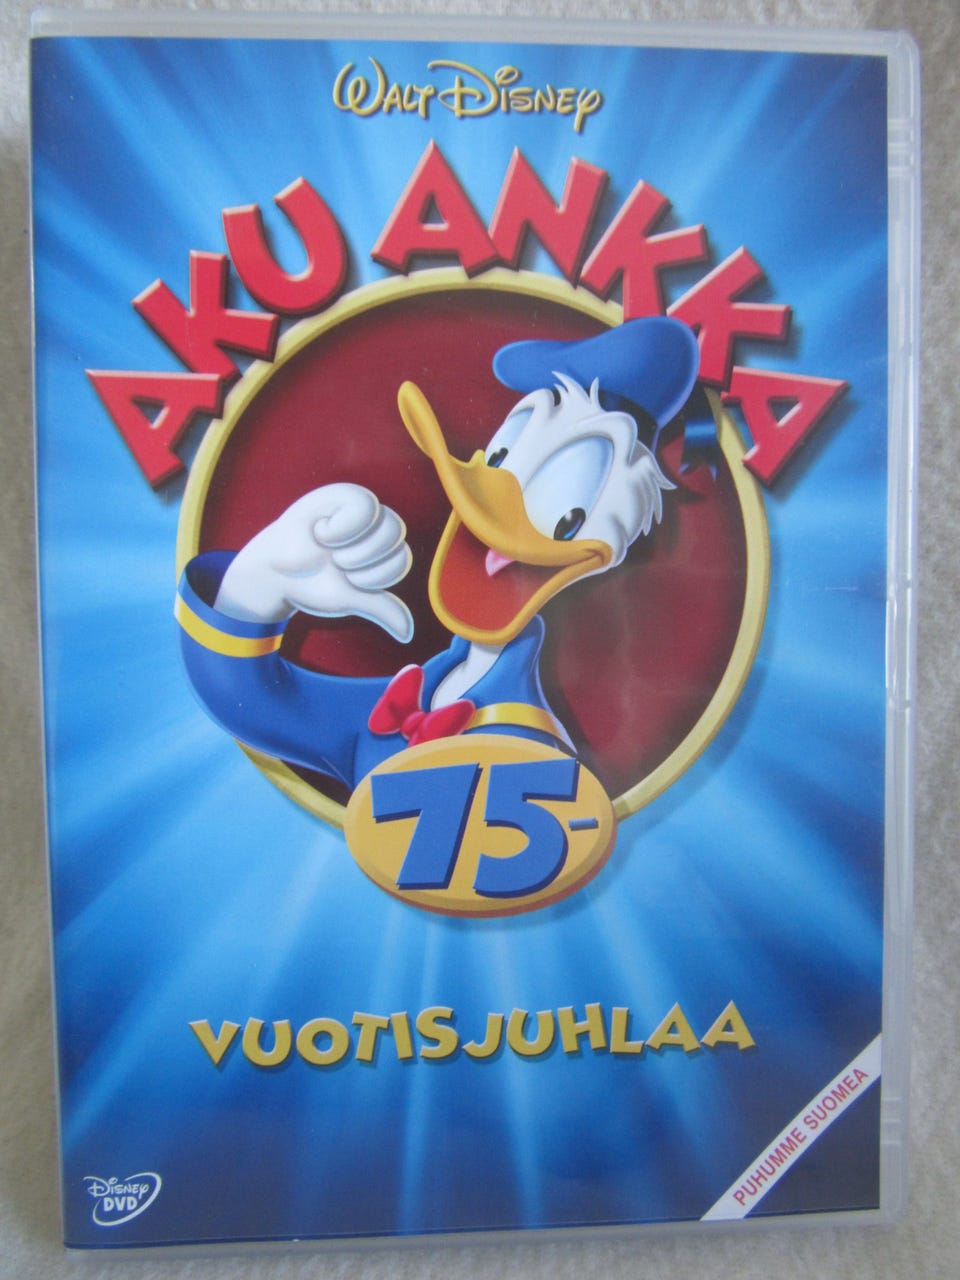 WALT DISNEY
AKU ANKKA
75-
VUOTISJUHLAA
PUHUMME SUOMEA
DISNEY
DVD